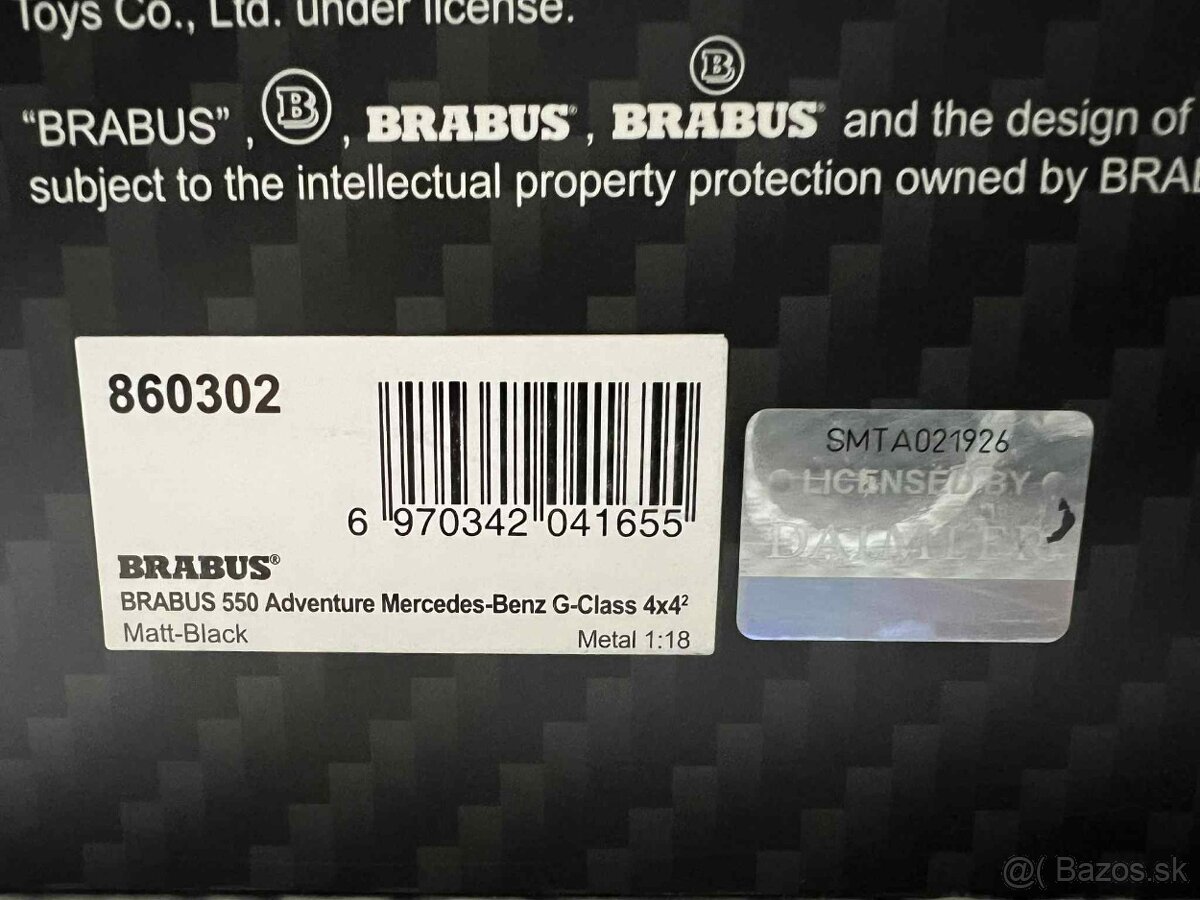 Toys Co., Ltd. under license.
B
"BRABUS" , B , BRABUS® , BRABUS® and the design of
subject to the intellectual property protection owned by
860302
6 970342 041655
BRABUS®
BRABUS 550 Adventure Mercedes-Benz G-Class 4x4²
Matt-Black Metal 1:18
SMTA021926
LICENSED BY
DAIMLER
@( Bazos.sk